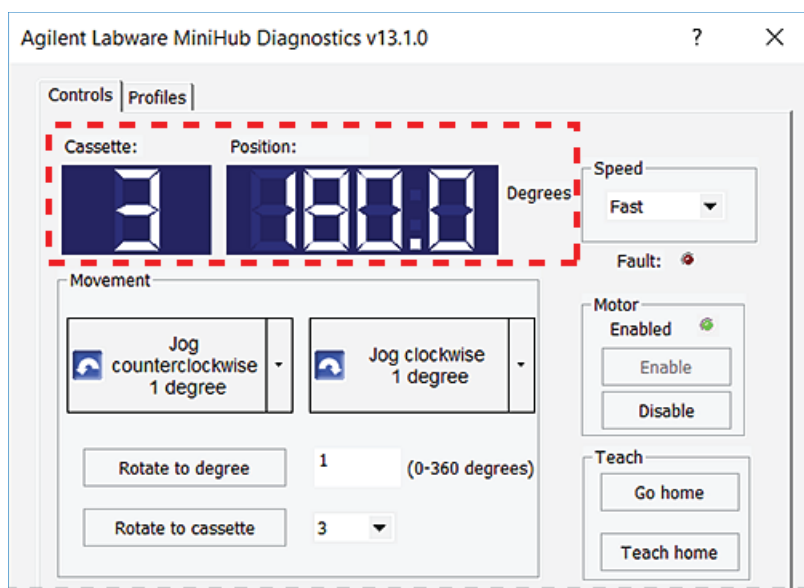 Agilent Labware MiniHub Diagnostics v13.1.0 ?
Controls Profiles
Cassette: Position:
3 180.0 Degrees
Speed
Fast
Fault:
Movement
Jog
counterclockwise
1 degree
Jog clockwise
1 degree
Rotate to degree 1 (0-360 degrees)
Rotate to cassette 3
Motor
Enabled
Enable
Disable
Teach
Go home
Teach home